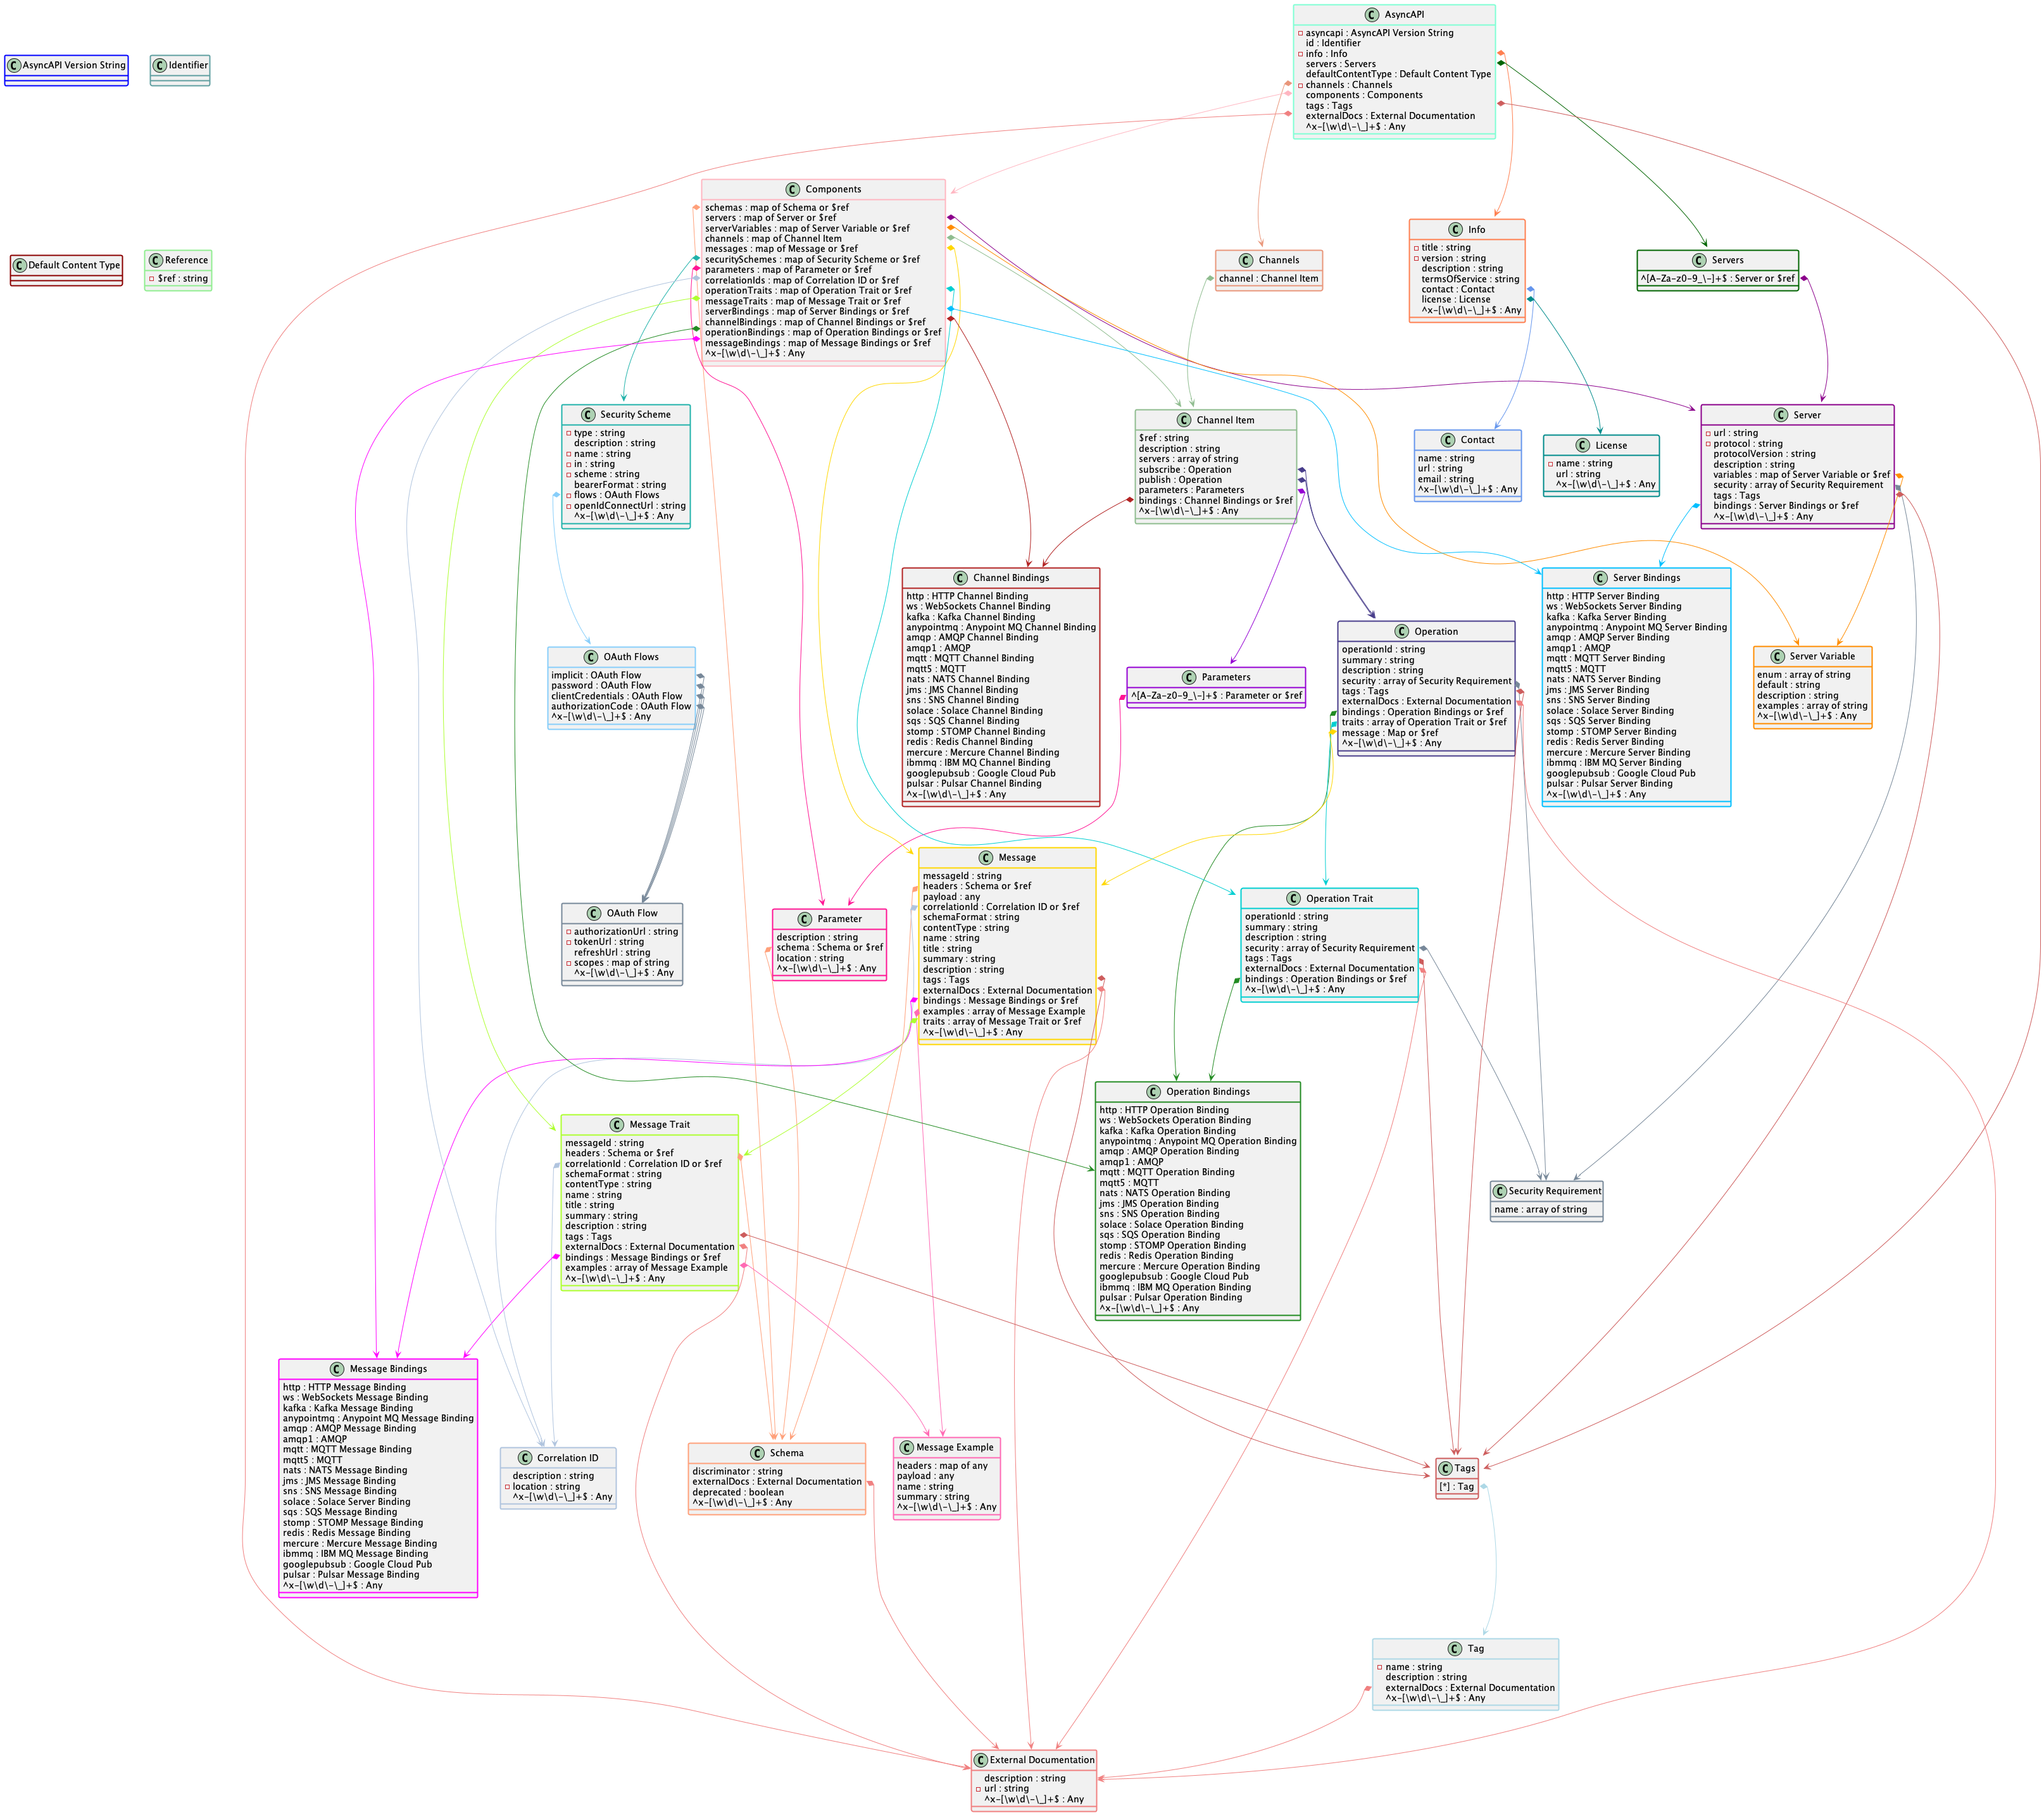 C AsyncAPI
asyncapi : AsyncAPI Version String
id : Identifier
info : Info
servers : Servers
defaultContentType : Default Content Type
channels : Channels
components : Components
tags : Tags
externalDocs : External Documentation
^x-[\w\d\-\_]+$ : Any
C AsyncAPI Version String
C Identifier
C Components
schemas : map of Schema or $ref
servers : map of Server or $ref
serverVariables : map of Server Variable or $ref
channels : map of Channel Item
messages : map of Message or $ref
securitySchemes : map of Security Scheme or $ref
parameters : map of Parameter or $ref
correlationIds : map of Correlation ID or $ref
operationTraits : map of Operation Trait or $ref
messageTraits : map of Message Trait or $ref
serverBindings : map of Server Bindings or $ref
channelBindings : map of Channel Bindings or $ref
operationBindings : map of Operation Bindings or $ref
messageBindings : map of Message Bindings or $ref
^x-[\w\d\-\_]+$ : Any
C Default Content Type
C Reference
$ref : string
C Channels
channel : Channel Item
C Info
title : string
version : string
description : string
termsOfService : string
contact : Contact
license : License
^x-[\w\d\-\_]+$ : Any
C Servers
^[A-Za-z0-9_\-]+$ : Server or $ref
C Security Scheme
type : string
description : string
name : string
in : string
scheme : string
bearerFormat : string
flows : OAuth Flows
openIdConnectUrl : string
^x-[\w\d\-\_]+$ : Any
C Channel Item
$ref : string
description : string
servers : array of string
subscribe : Operation
publish : Operation
parameters : Parameters
bindings : Channel Bindings or $ref
^x-[\w\d\-\_]+$ : Any
C Contact
name : string
url : string
email : string
^x-[\w\d\-\_]+$ : Any
C License
name : string
url : string
^x-[\w\d\-\_]+$ : Any
C Server
url : string
protocol : string
protocolVersion : string
description : string
variables : map of Server Variable or $ref
security : array of Security Requirement
tags : Tags
bindings : Server Bindings or $ref
^x-[\w\d\-\_]+$ : Any
C Channel Bindings
http : HTTP Channel Binding
ws : WebSockets Channel Binding
kafka : Kafka Channel Binding
anypointmq : Anypoint MQ Channel Binding
amqp : AMQP Channel Binding
amqp1 : AMQP
mqtt : MQTT Channel Binding
mqtt5 : MQTT
nats : NATS Channel Binding
jms : JMS Channel Binding
sns : SNS Channel Binding
solace : Solace Channel Binding
sqs : SQS Channel Binding
stomp : STOMP Channel Binding
redis : Redis Channel Binding
mercure : Mercure Channel Binding
ibmmq : IBM MQ Channel Binding
googlepubsub : Google Cloud Pub
pulsar : Pulsar Channel Binding
^x-[\w\d\-\_]+$ : Any
C Server Bindings
http : HTTP Server Binding
ws : WebSockets Server Binding
kafka : Kafka Server Binding
anypointmq : Anypoint MQ Server Binding
amqp : AMQP Server Binding
amqp1 : AMQP
mqtt : MQTT Server Binding
mqtt5 : MQTT
nats : NATS Server Binding
jms : JMS Server Binding
sns : SNS Server Binding
solace : Solace Server Binding
sqs : SQS Server Binding
stomp : STOMP Server Binding
redis : Redis Server Binding
mercure : Mercure Server Binding
ibmmq : IBM MQ Server Binding
googlepubsub : Google Cloud Pub
pulsar : Pulsar Server Binding
^x-[\w\d\-\_]+$ : Any
C OAuth Flows
implicit : OAuth Flow
password : OAuth Flow
clientCredentials : OAuth Flow
authorizationCode : OAuth Flow
^x-[\w\d\-\_]+$ : Any
C Parameters
^[A-Za-z0-9_\-]+$ : Parameter or $ref
C Operation
operationId : string
summary : string
description : string
security : array of Security Requirement
tags : Tags
externalDocs : External Documentation
bindings : Operation Bindings or $ref
traits : array of Operation Trait or $ref
message : Map or $ref
^x-[\w\d\-\_]+$ : Any
C Server Variable
enum : array of string
default : string
description : string
examples : array of string
^x-[\w\d\-\_]+$ : Any
C OAuth Flow
authorizationUrl : string
tokenUrl : string
refreshUrl : string
scopes : map of string
^x-[\w\d\-\_]+$ : Any
C Parameter
description : string
schema : Schema or $ref
location : string
^x-[\w\d\-\_]+$ : Any
C Message
messageId : string
headers : Schema or $ref
payload : any
correlationId : Correlation ID or $ref
schemaFormat : string
contentType : string
name : string
title : string
summary : string
description : string
tags : Tags
externalDocs : External Documentation
bindings : Message Bindings or $ref
examples : array of Message Example
traits : array of Message Trait or $ref
^x-[\w\d\-\_]+$ : Any
C Operation Trait
operationId : string
summary : string
description : string
security : array of Security Requirement
tags : Tags
externalDocs : External Documentation
bindings : Operation Bindings or $ref
^x-[\w\d\-\_]+$ : Any
C Message Trait
messageId : string
headers : Schema or $ref
correlationId : Correlation ID or $ref
schemaFormat : string
contentType : string
name : string
title : string
summary : string
description : string
tags : Tags
externalDocs : External Documentation
bindings : Message Bindings or $ref
examples : array of Message Example
^x-[\w\d\-\_]+$ : Any
C Operation Bindings
http : HTTP Operation Binding
ws : WebSockets Operation Binding
kafka : Kafka Operation Binding
anypointmq : Anypoint MQ Operation Binding
amqp : AMQP Operation Binding
amqp1 : AMQP
mqtt : MQTT Operation Binding
mqtt5 : MQTT
nats : NATS Operation Binding
jms : JMS Operation Binding
sns : SNS Operation Binding
solace : Solace Operation Binding
sqs : SQS Operation Binding
stomp : STOMP Operation Binding
redis : Redis Operation Binding
mercure : Mercure Operation Binding
googlepubsub : Google Cloud Pub
ibmmq : IBM MQ Operation Binding
pulsar : Pulsar Operation Binding
^x-[\w\d\-\_]+$ : Any
C Security Requirement
name : array of string
C Message Bindings
http : HTTP Message Binding
ws : WebSockets Message Binding
kafka : Kafka Message Binding
anypointmq : Anypoint MQ Message Binding
amqp : AMQP Message Binding
amqp1 : AMQP
mqtt : MQTT Message Binding
mqtt5 : MQTT
nats : NATS Message Binding
jms : JMS Message Binding
sns : SNS Message Binding
solace : Solace Server Binding
sqs : SQS Message Binding
stomp : STOMP Message Binding
redis : Redis Message Binding
mercure : Mercure Message Binding
ibmmq : IBM MQ Message Binding
googlepubsub : Google Cloud Pub
pulsar : Pulsar Message Binding
^x-[\w\d\-\_]+$ : Any
C Correlation ID
description : string
location : string
^x-[\w\d\-\_]+$ : Any
C Schema
discriminator : string
externalDocs : External Documentation
deprecated : boolean
^x-[\w\d\-\_]+$ : Any
C Message Example
headers : map of any
payload : any
name : string
summary : string
^x-[\w\d\-\_]+$ : Any
C Tags
[*] : Tag
C Tag
name : string
description : string
externalDocs : External Documentation
^x-[\w\d\-\_]+$ : Any
C External Documentation
description : string
url : string
^x-[\w\d\-\_]+$ : Any